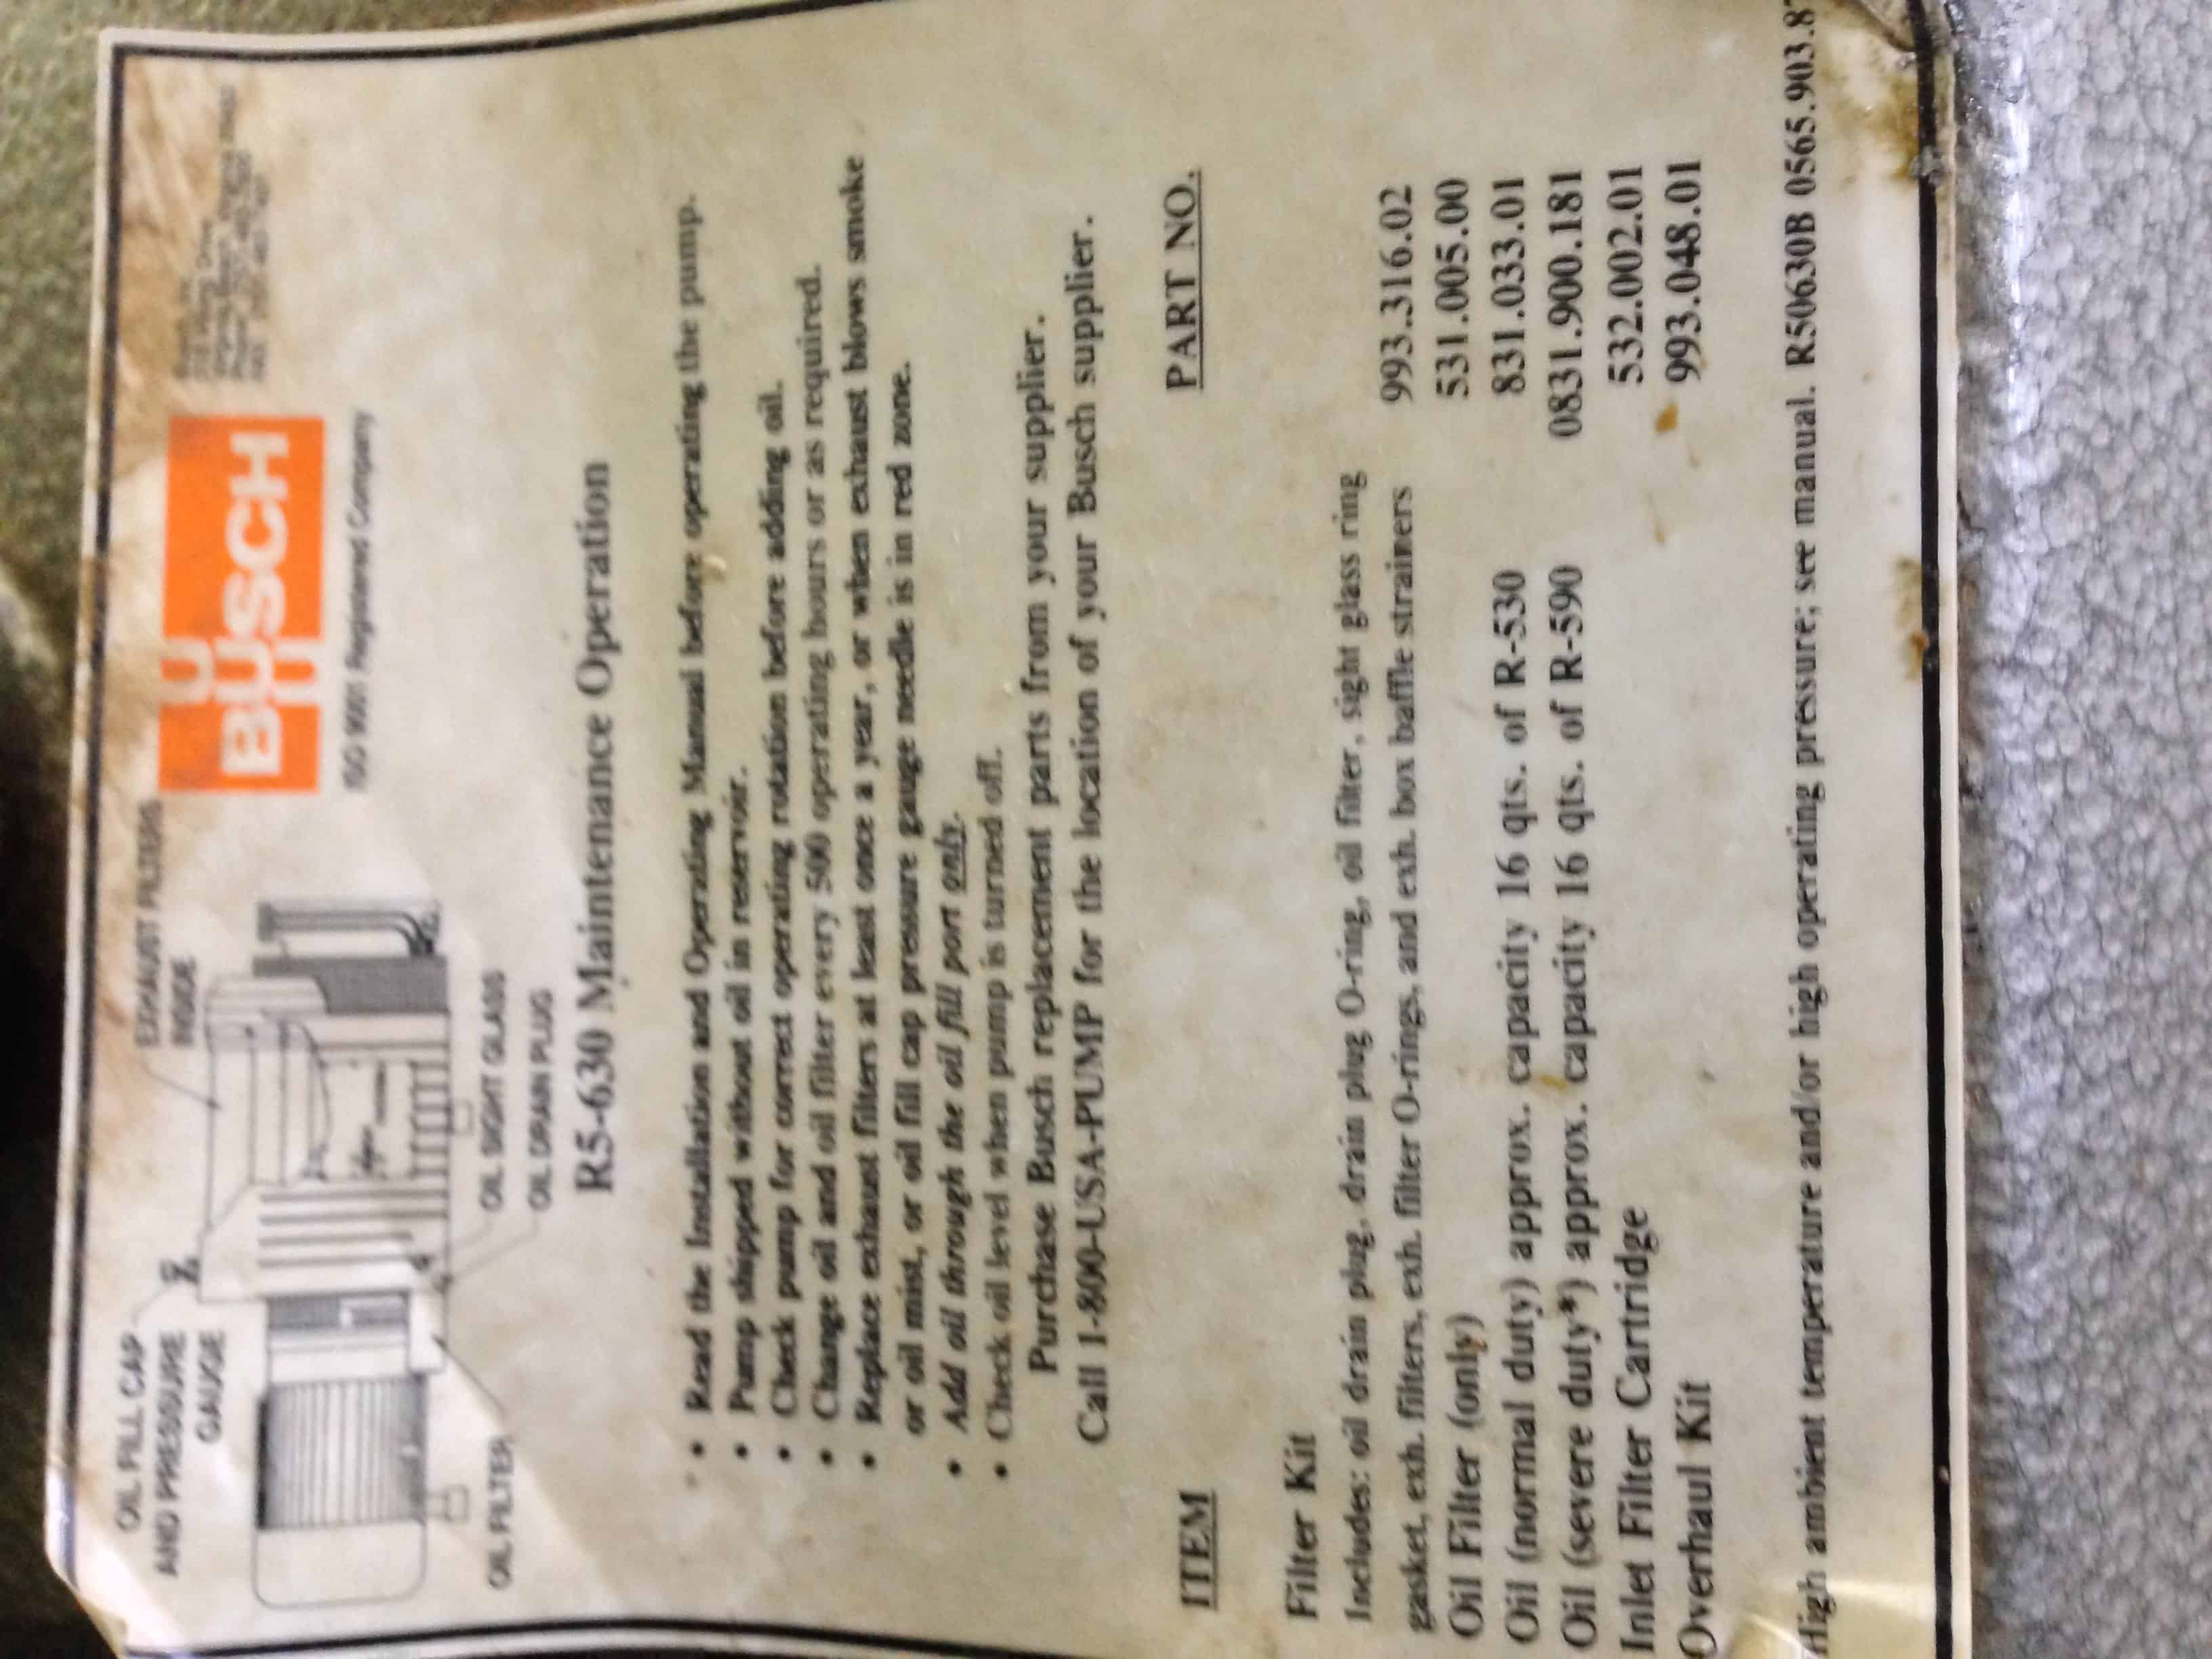 OIL FILL CAP
AND PRESSURE
GAUGE
EXHAUST FILTERS
INSIDE
BUSCH
ISO 9001 Registered Company
OIL FILTER
OIL SIGHT GLASS
OIL DRAIN PLUG
R5-630 Maintenance Operation
• Read the Installation and Operating Manual before operating the pump.
• Pump shipped without oil in reservoir.
• Check pump for correct operating rotation before adding oil.
• Change oil and oil filter every 500 operating hours or as required.
• Replace exhaust filters at least once a year, or when exhaust blows smoke
or oil mist, or oil fill cap pressure gauge needle is in red zone.
• Add oil through the oil fill port only.
• Check oil level when pump is turned off.
Purchase Busch replacement parts from your supplier.
Call 1-800-USA-PUMP for the location of your Busch supplier.
ITEM PART NO.
Filter Kit
Includes: oil drain plug, drain plug O-ring, oil filter, sight glass ring
gasket, exh. filters, exh. filter O-rings, and exh. box baffle strainers 993.316.02
Oil Filter (only) 531.005.00
Oil (normal duty) approx. capacity 16 qts. of R-530 831.033.01
Oil (severe duty*) approx. capacity 16 qts. of R-590 0831.900.181
Inlet Filter Cartridge 532.002.01
Overhaul Kit 993.048.01
High ambient temperature and/or high operating pressure; see manual. R50630B 0565.903.8